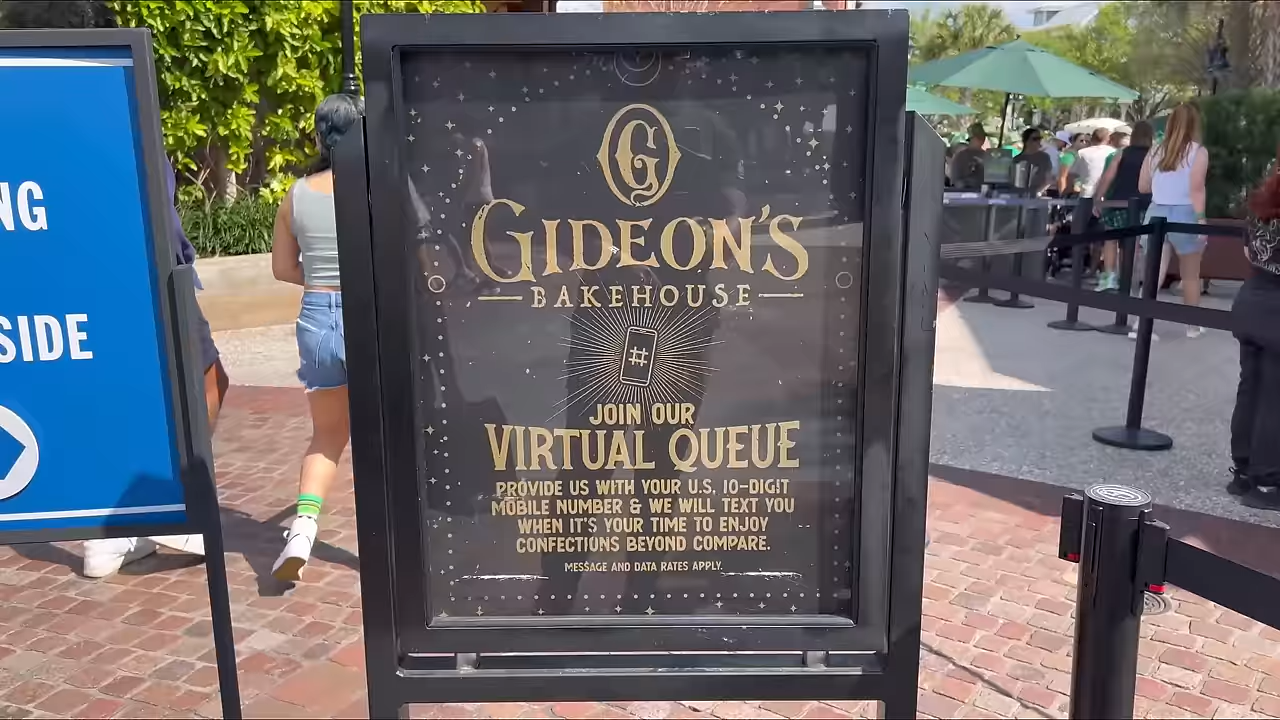 NG
SIDE
G
GIDEON'S
BAKEHOUSE
#
JOIN OUR
VIRTUAL QUEUE
PROVIDE US WITH YOUR U.S. 10-DIGIT
MOBILE NUMBER & WE WILL TEXT YOU
WHEN IT'S YOUR TIME TO ENJOY
CONFECTIONS BEYOND COMPARE.
MESSAGE AND DATA RATES APPLY.